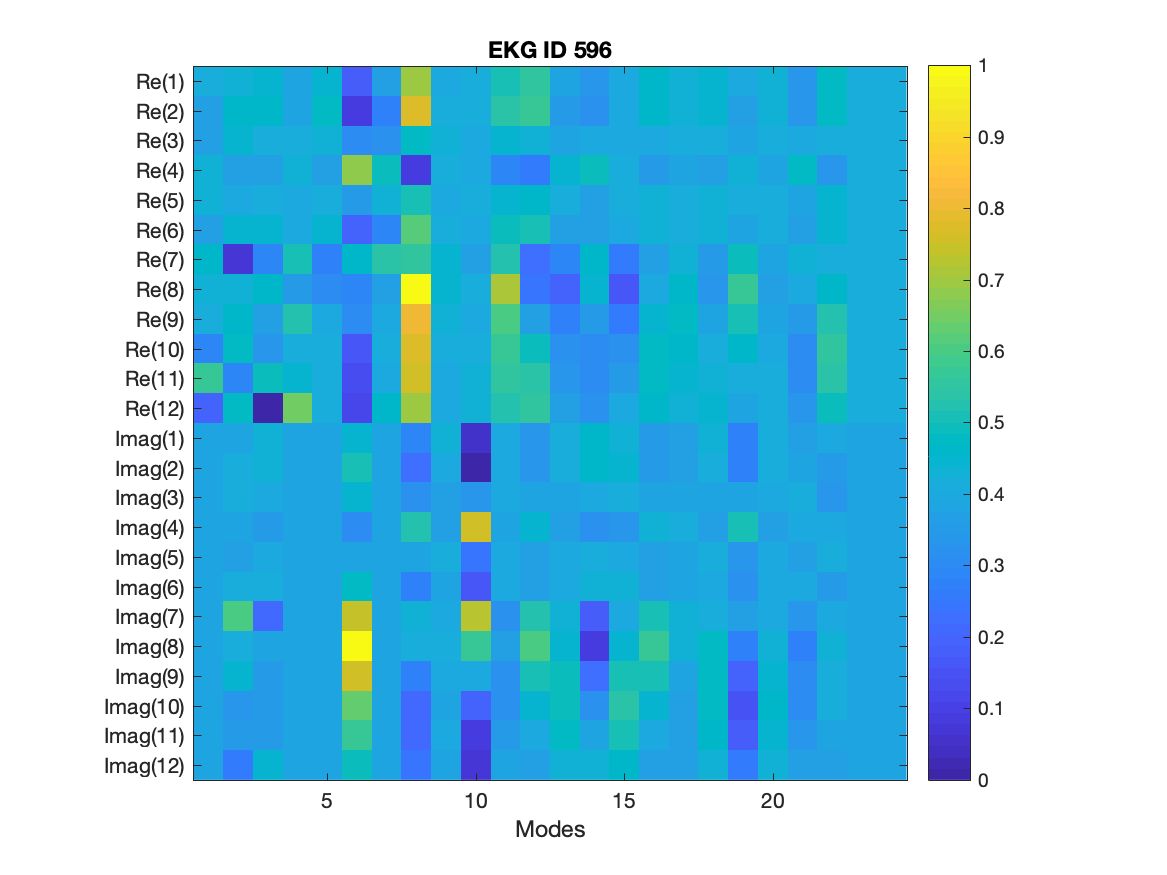 EKG ID 596
Re(1)
Re(2)
Re(3)
Re(4)
Re(5)
Re(6)
Re(7)
Re(8)
Re(9)
Re(10)
Re(11)
Re(12)
Imag(1)
Imag(2)
Imag(3)
Imag(4)
Imag(5)
Imag(6)
Imag(7)
Imag(8)
Imag(9)
Imag(10)
Imag(11)
Imag(12)
5 10 15 20
Modes
1
0.9
0.8
0.7
0.6
0.5
0.4
0.3
0.2
0.1
0